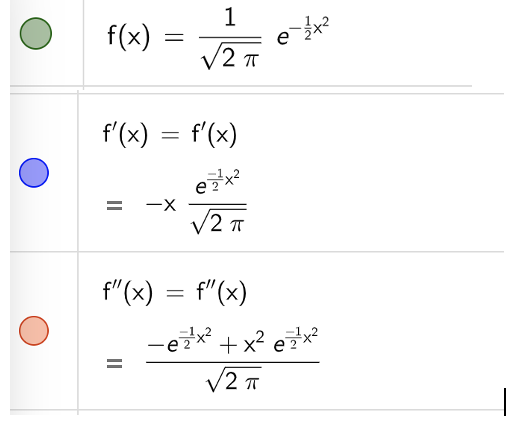 f(x) = 1/√(2 π) e^(−1/2 x²)
f′(x) = f′(x)
= −x e^(−1/2 x²)/√(2 π)
f″(x) = f″(x)
= (−e^(−1/2 x²) + x² e^(−1/2 x²))/√(2 π)